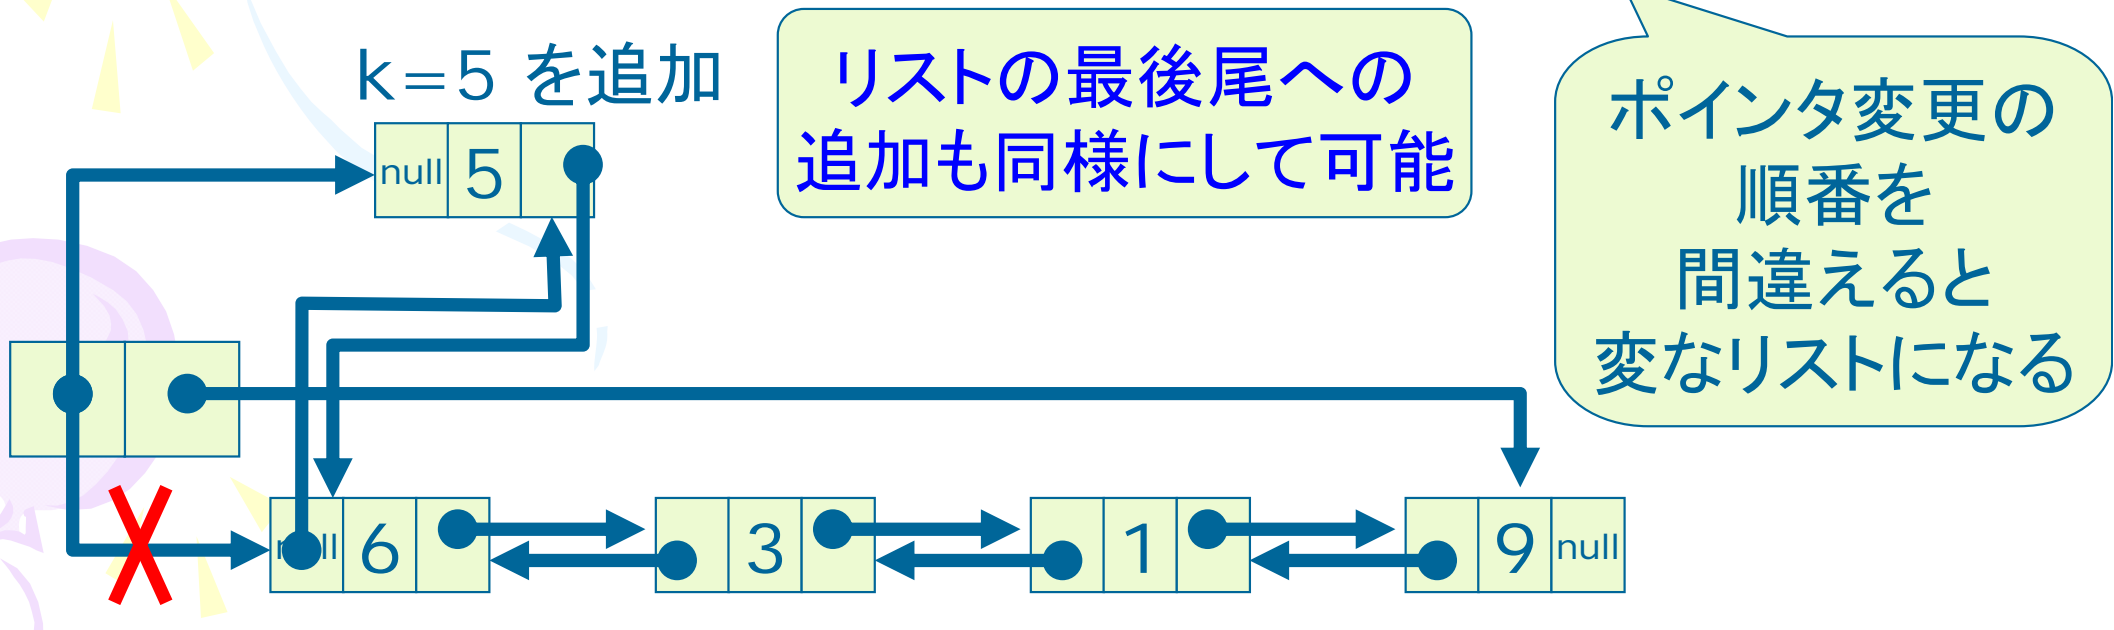 k=5 を追加
リストの最後尾への
追加も同様にして可能
ポインタ変更の
順番を
間違えると
変なリストになる
null 5
6 3 1 9 null